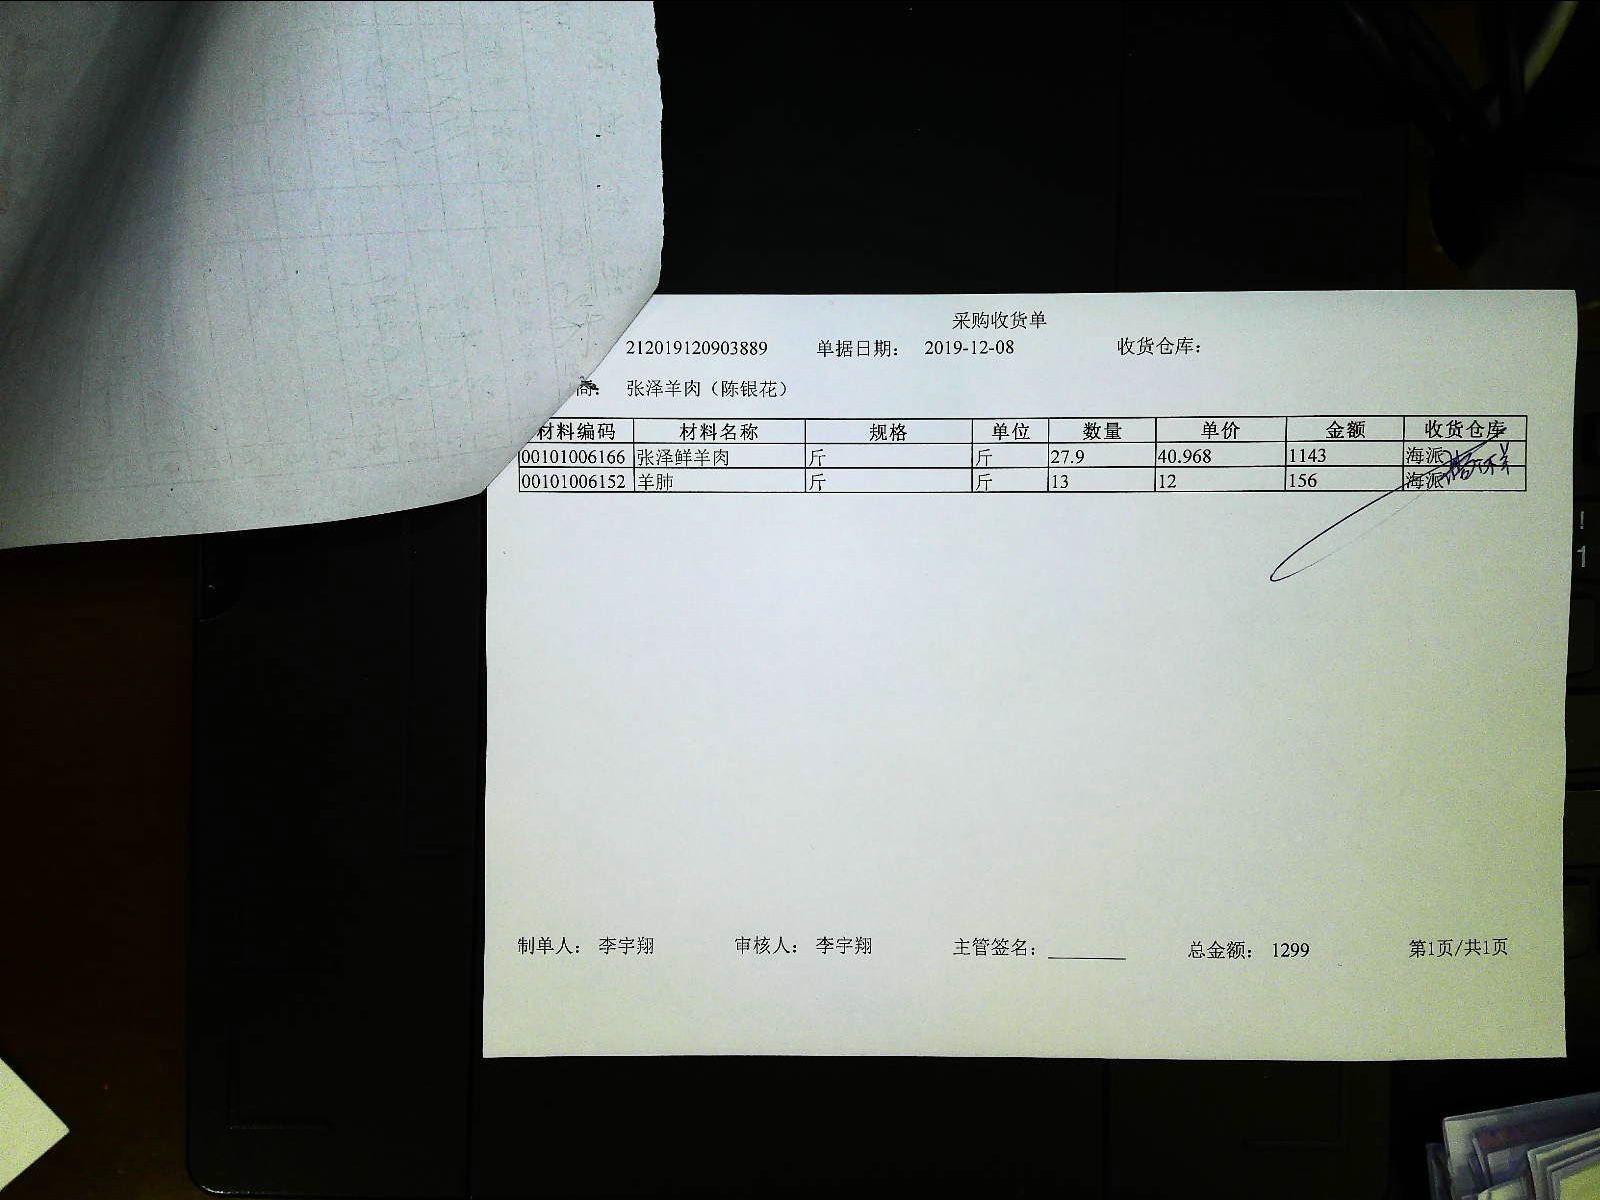 采购收货单
212019120903889 单据日期： 2019-12-08 收货仓库：
商： 张泽羊肉（陈银花）
材料编码 材料名称 规格 单位 数量 单价 金额 收货仓库
00101006166 张泽鲜羊肉 斤 斤 27.9 40.968 1143 海派
00101006152 羊肺 斤 斤 13 12 156 海派
制单人： 李宇翔 审核人： 李宇翔 主管签名： 总金额： 1299 第1页/共1页